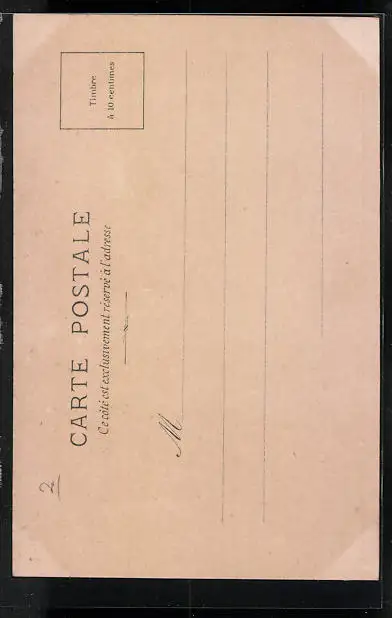 Timbre
à 10 centimes
CARTE POSTALE
Ce côté est exclusivement réservé à l'adresse
M
2